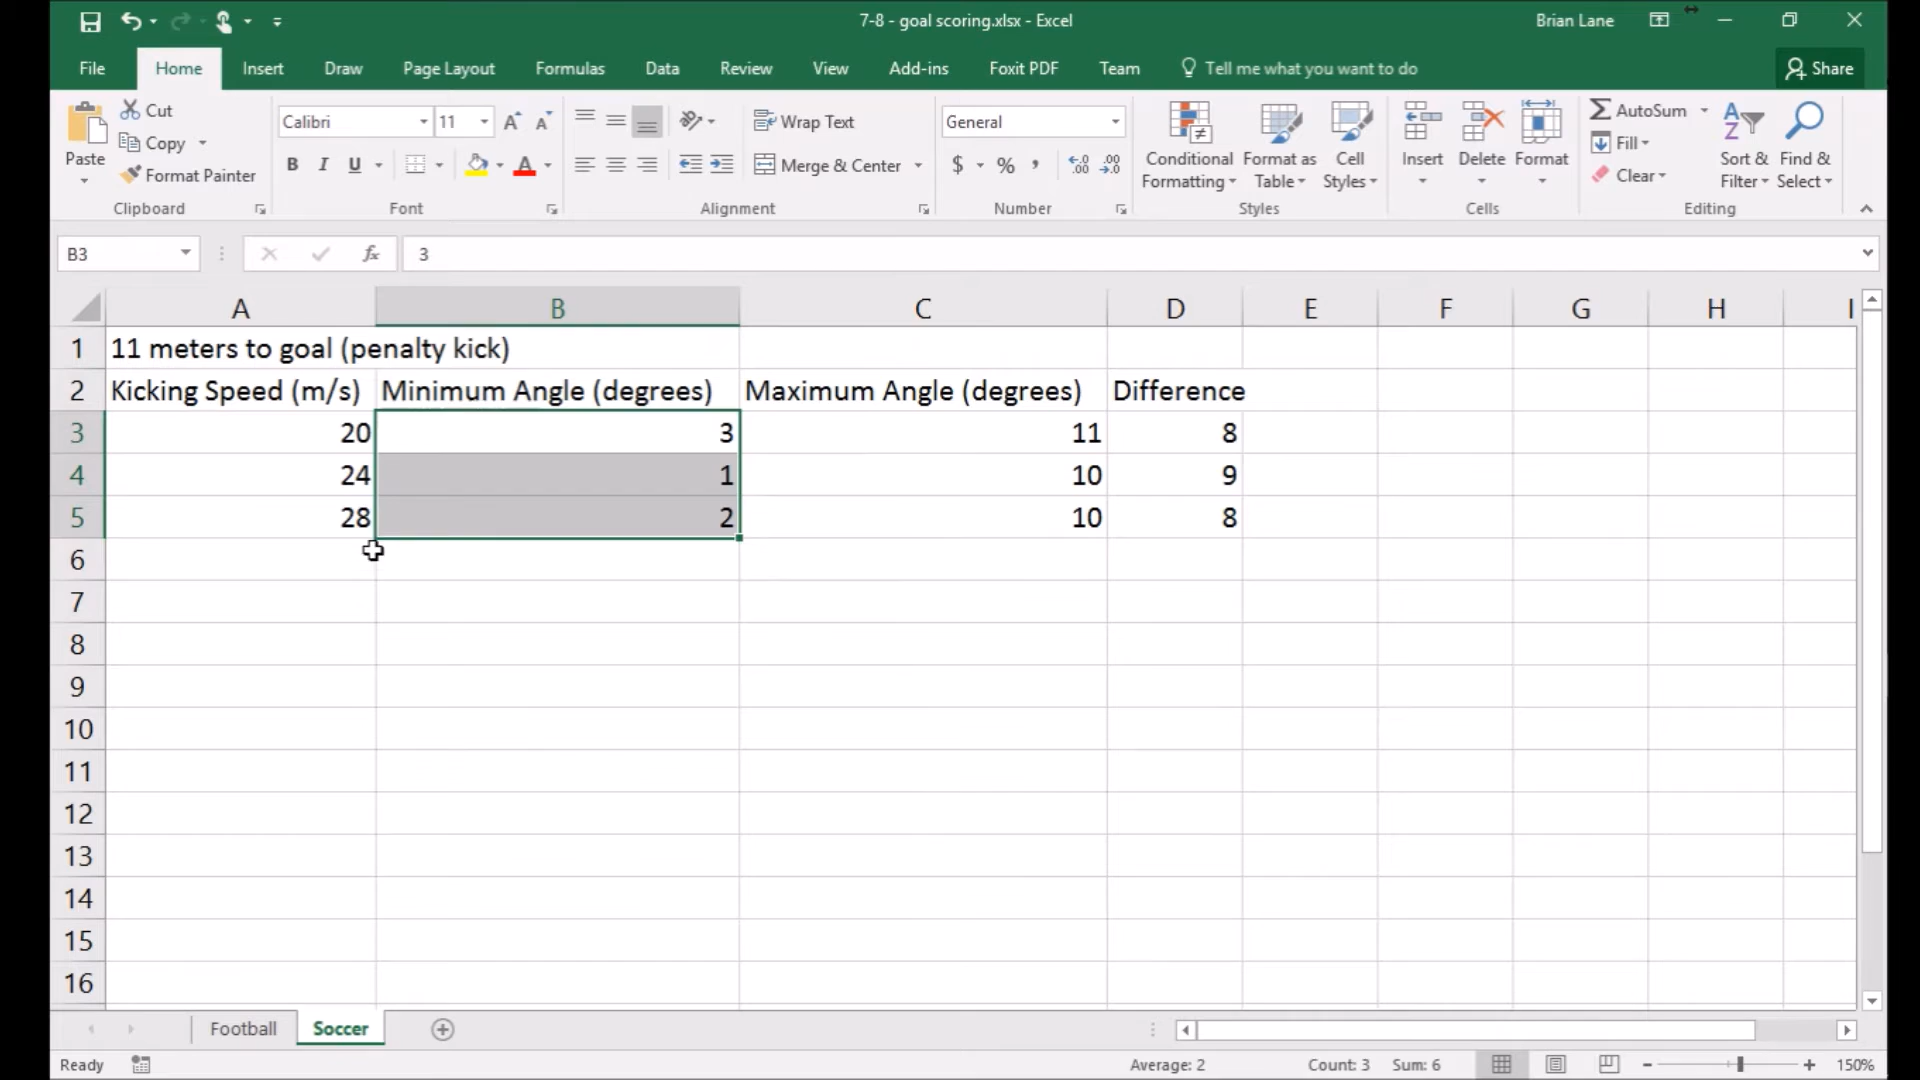 7-8 - goal scoring.xlsx - Excel
Brian Lane
File Home Insert Draw Page Layout Formulas Data Review View Add-ins Foxit PDF Team Tell me what you want to do Share
Paste
Cut
Copy
Format Painter
Clipboard
Calibri 11
B I U A
Font
Wrap Text
Merge & Center
Alignment
General
$ % ,
Number
Conditional Formatting
Format as Table
Cell Styles
Styles
Insert Delete Format
Cells
AutoSum
Fill
Clear
Sort & Filter
Find & Select
Editing
B3 fx 3
A B C D E F G H I
1 11 meters to goal (penalty kick)
2 Kicking Speed (m/s) Minimum Angle (degrees) Maximum Angle (degrees) Difference
3 20 3 11 8
4 24 1 10 9
5 28 2 10 8
6
7
8
9
10
11
12
13
14
15
16
Football Soccer
Ready Average: 2 Count: 3 Sum: 6 150%